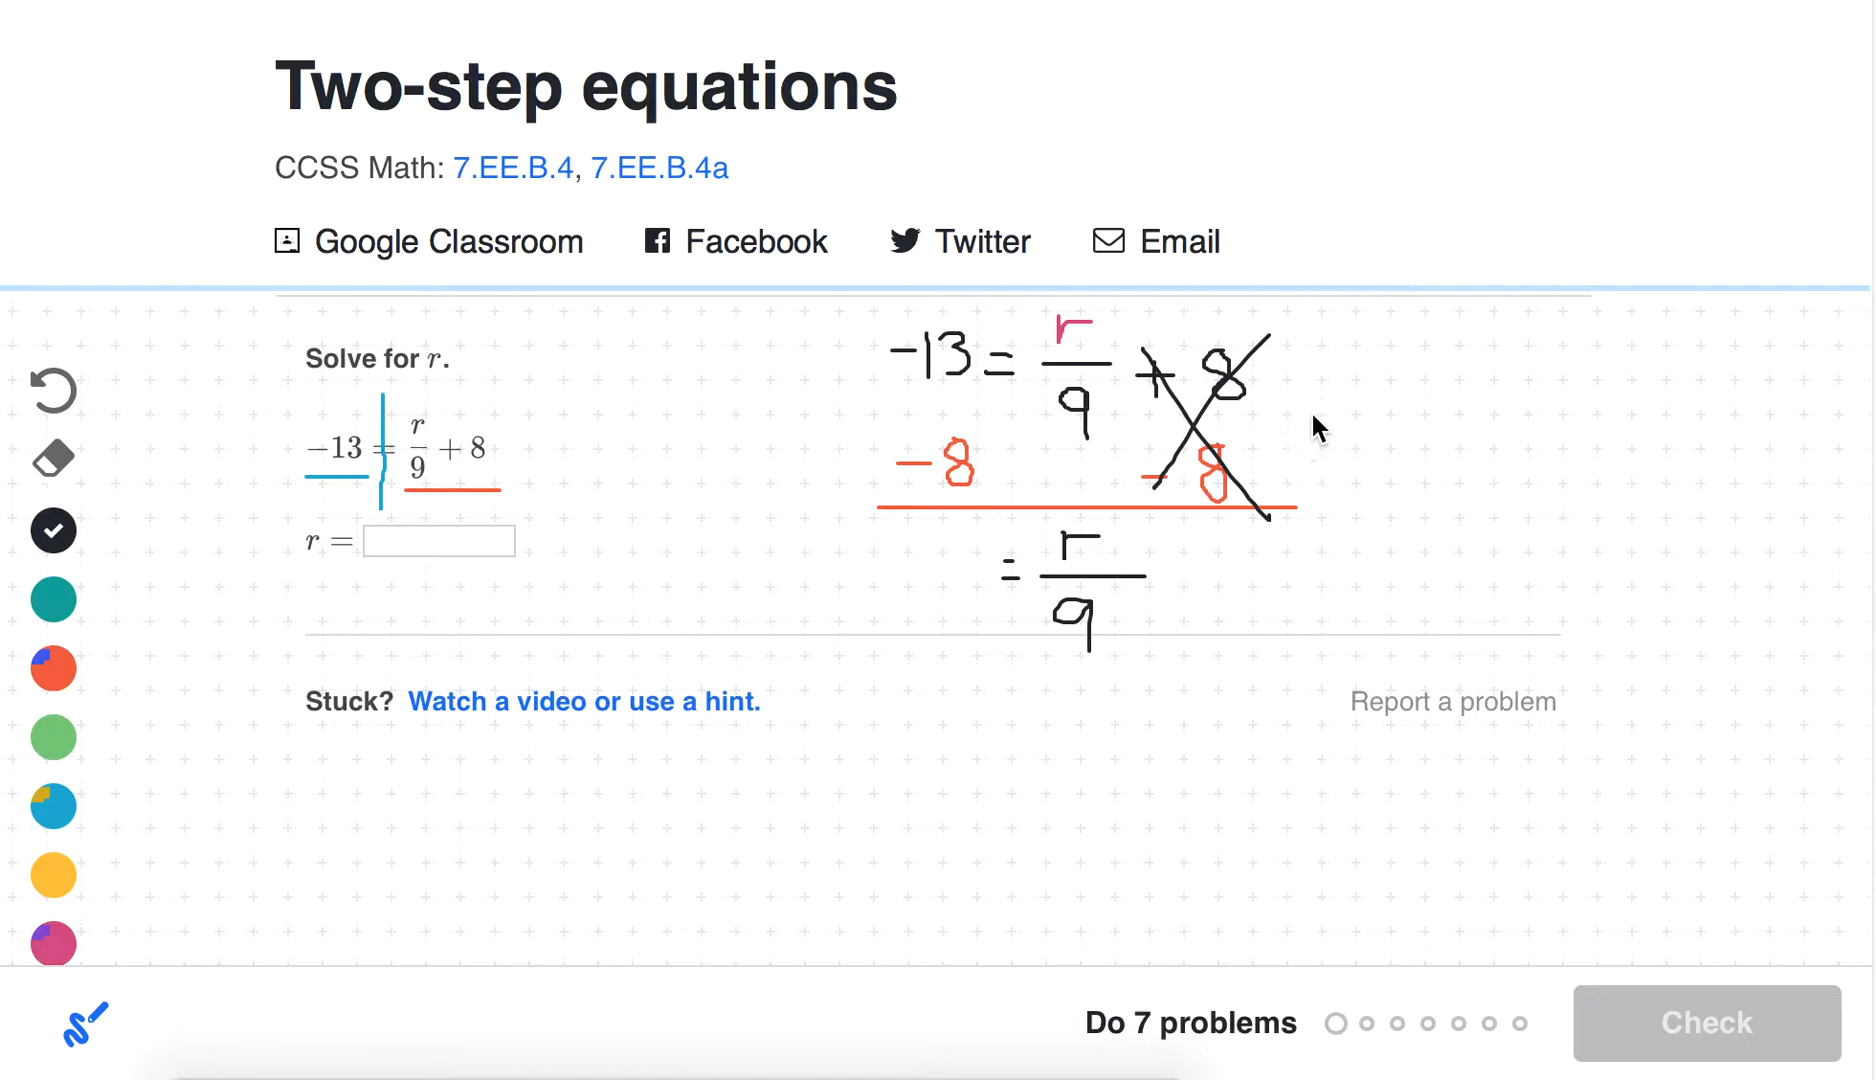 Two-step equations
CCSS Math: 7.EE.B.4, 7.EE.B.4a
Google Classroom Facebook Twitter Email
Solve for r.
−13 = r/9 + 8
r =
-13 = r/9 + 8
- 8 - 8
= r/9
Stuck? Watch a video or use a hint.
Report a problem
Do 7 problems
Check